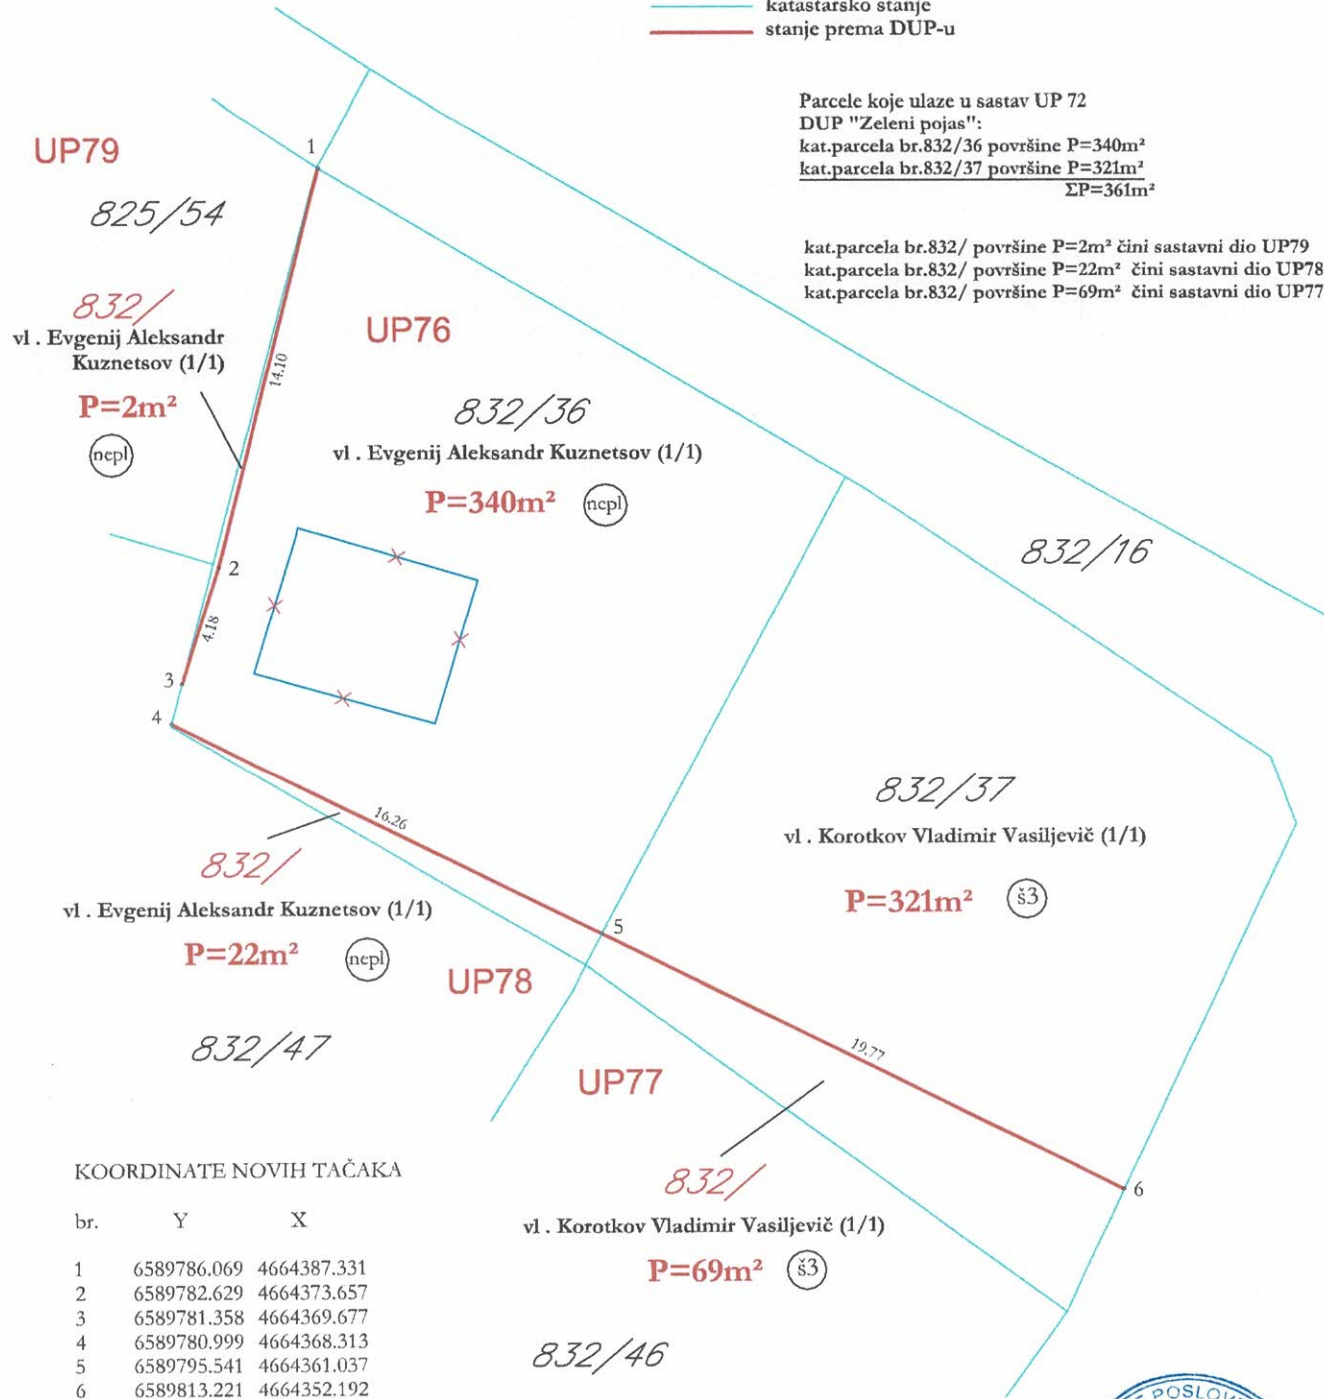 katastarsko stanje
stanje prema DUP-u
Parcele koje ulaze u sastav UP 72
DUP "Zeleni pojas":
kat.parcela br.832/36 površine P=340m²
kat.parcela br.832/37 površine P=321m²
ΣP=361m²
kat.parcela br.832/ površine P=2m² čini sastavni dio UP79
kat.parcela br.832/ površine P=22m² čini sastavni dio UP78
kat.parcela br.832/ površine P=69m² čini sastavni dio UP77
UP79
1
825/54
832/
vl . Evgenij Aleksandr
Kuznetsov (1/1)
P=2m²
nepl
14.10
UP76
832/36
vl . Evgenij Aleksandr Kuznetsov (1/1)
P=340m² nepl
832/16
2
4.18
3
4
16.26
832/37
vl . Korotkov Vladimir Vasiljevič (1/1)
P=321m² š3
832/
vl . Evgenij Aleksandr Kuznetsov (1/1)
P=22m² nepl
5
UP78
832/47
19.77
UP77
832/
vl . Korotkov Vladimir Vasiljevič (1/1)
P=69m² š3
6
832/46
KOORDINATE NOVIH TAČAKA
br. Y X
1 6589786.069 4664387.331
2 6589782.629 4664373.657
3 6589781.358 4664369.677
4 6589780.999 4664368.313
5 6589795.541 4664361.037
6 6589813.221 4664352.192